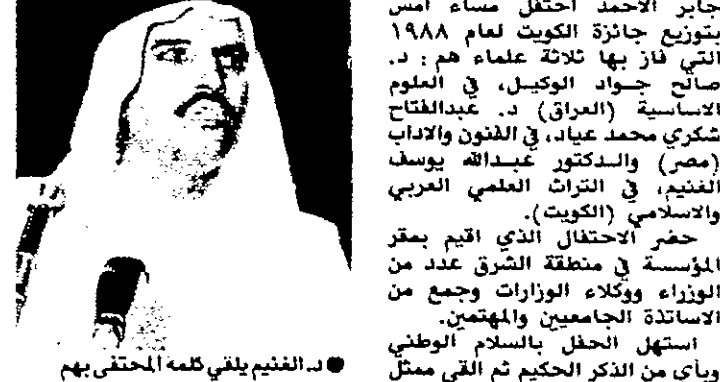 جابر الاحمد احتفل مساء امس
بتوزيع جائزة الكويت لعام ١٩٨٨
التي فاز بها ثلاثة علماء هم : د.
صالح جواد الوكيل، في العلوم
الاساسية (العراق) د. عبدالفتاح
شكري محمد عياد، في الفنون والاداب
(مصر) والدكتور عبدالله يوسف
الغنيم، في التراث العلمي العربي
والاسلامي (الكويت).
حضر الاحتفال الذي اقيم بمقر
المؤسسة في منطقة الشرق عدد من
الوزراء ووكلاء الوزارات وجمع من
الاساتذة الجامعيين والمهتمين.
استهل الحفل بالسلام الوطني
وبأي من الذكر الحكيم ثم القى ممثل
● د. الغنيم يلقي كلمة المحتفى بهم